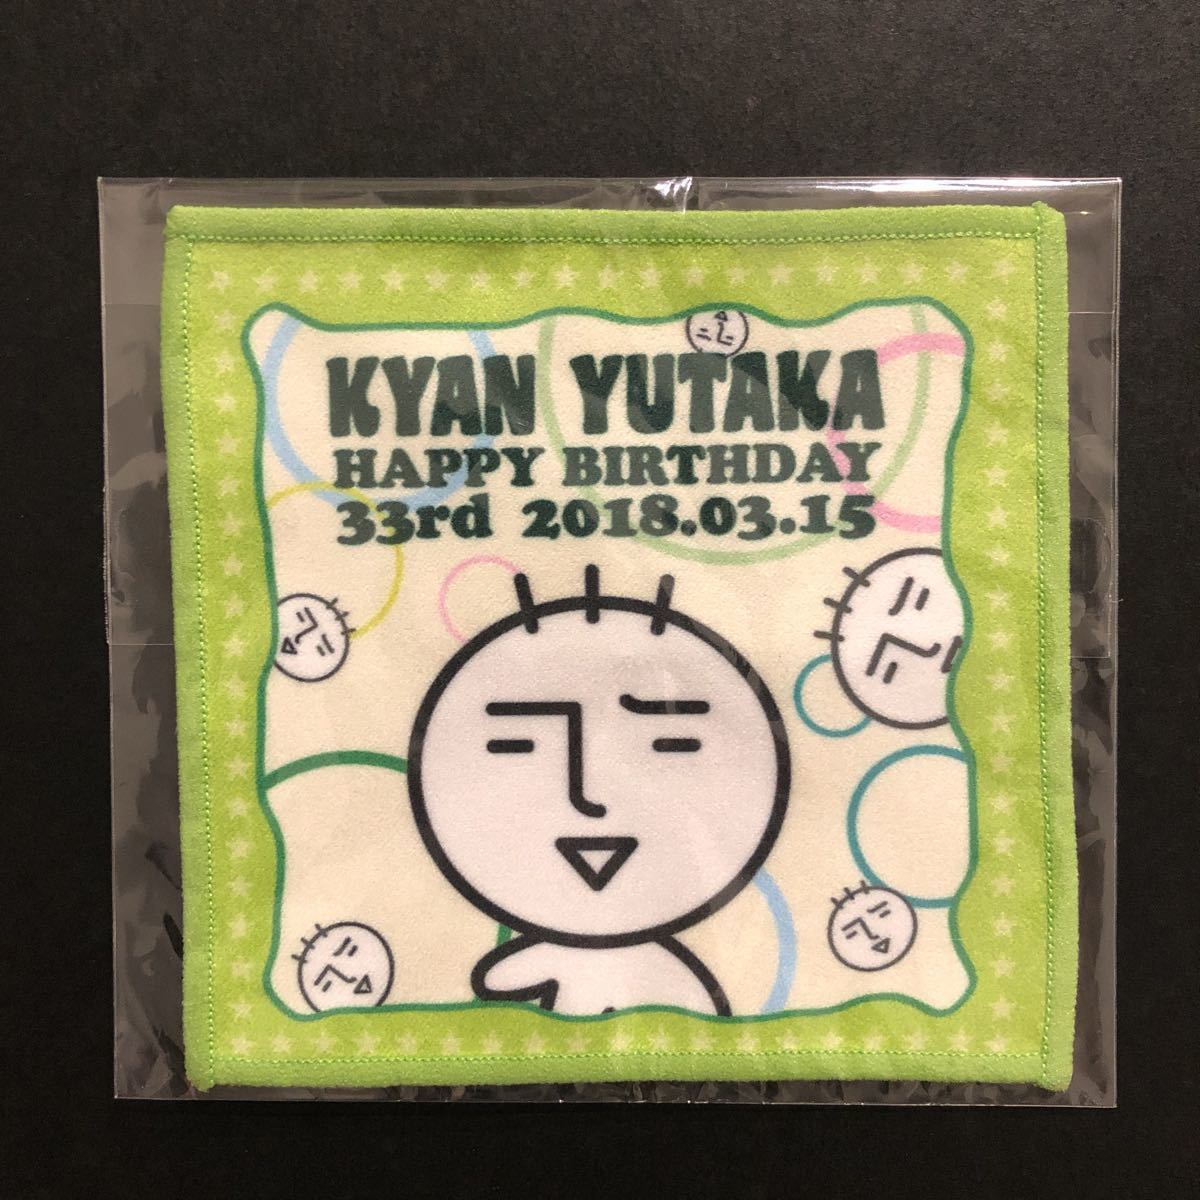 KYAN YUTAKA
HAPPY BIRTHDAY
33rd 2018.03.15